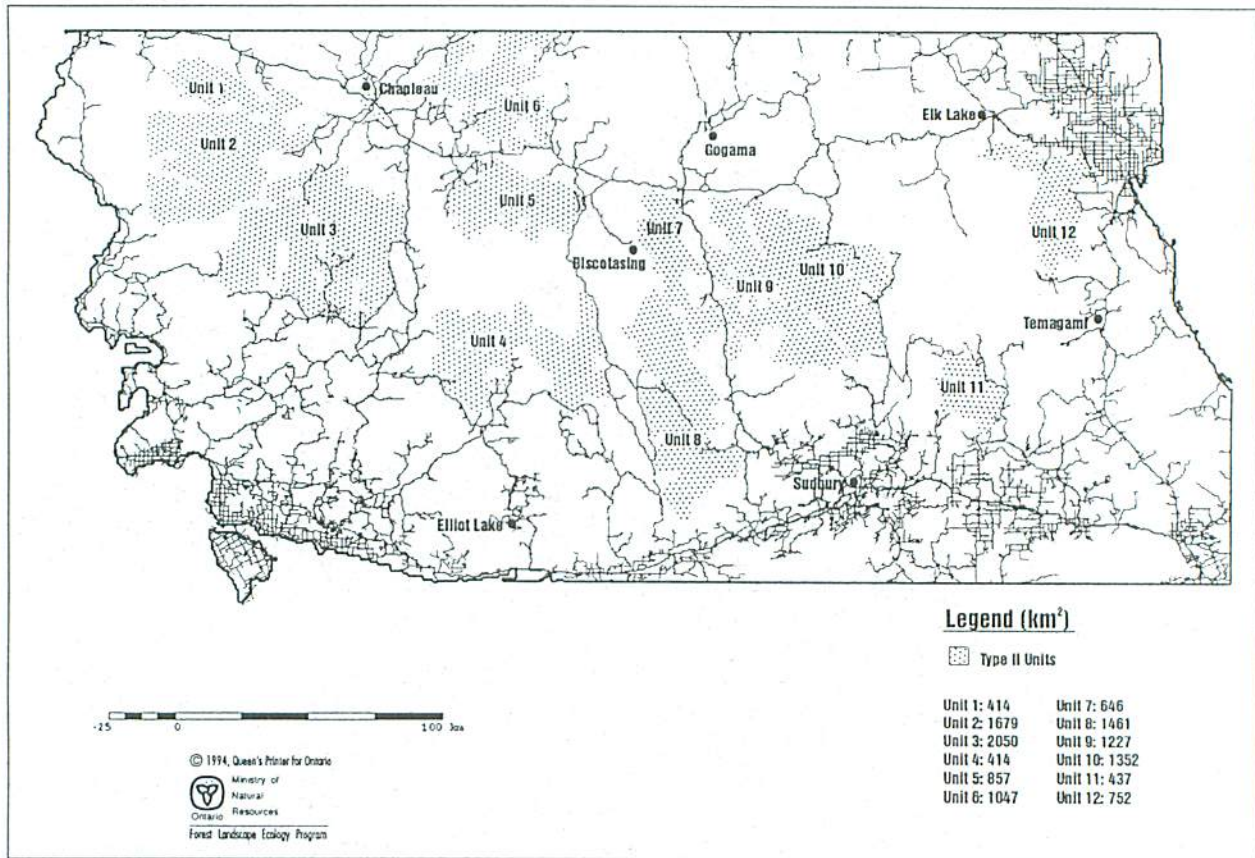 Unit 1
Chapleau
Unit 6
Elk Lake
Gogama
Unit 2
Unit 5
Unit 3
Unit 7
Unit 12
Biscotasing
Unit 10
Unit 9
Temagami
Unit 4
Unit 11
Unit 8
Sudbury
Elliot Lake
Legend (km²)
Type II Units
Unit 1: 414
Unit 2: 1679
Unit 3: 2050
Unit 4: 414
Unit 5: 857
Unit 6: 1047
Unit 7: 646
Unit 8: 1461
Unit 9: 1227
Unit 10: 1352
Unit 11: 437
Unit 12: 752
-25 0 100 km
© 1994, Queen's Printer for Ontario
Ministry of
Natural
Resources
Ontario
Forest Landscape Ecology Program